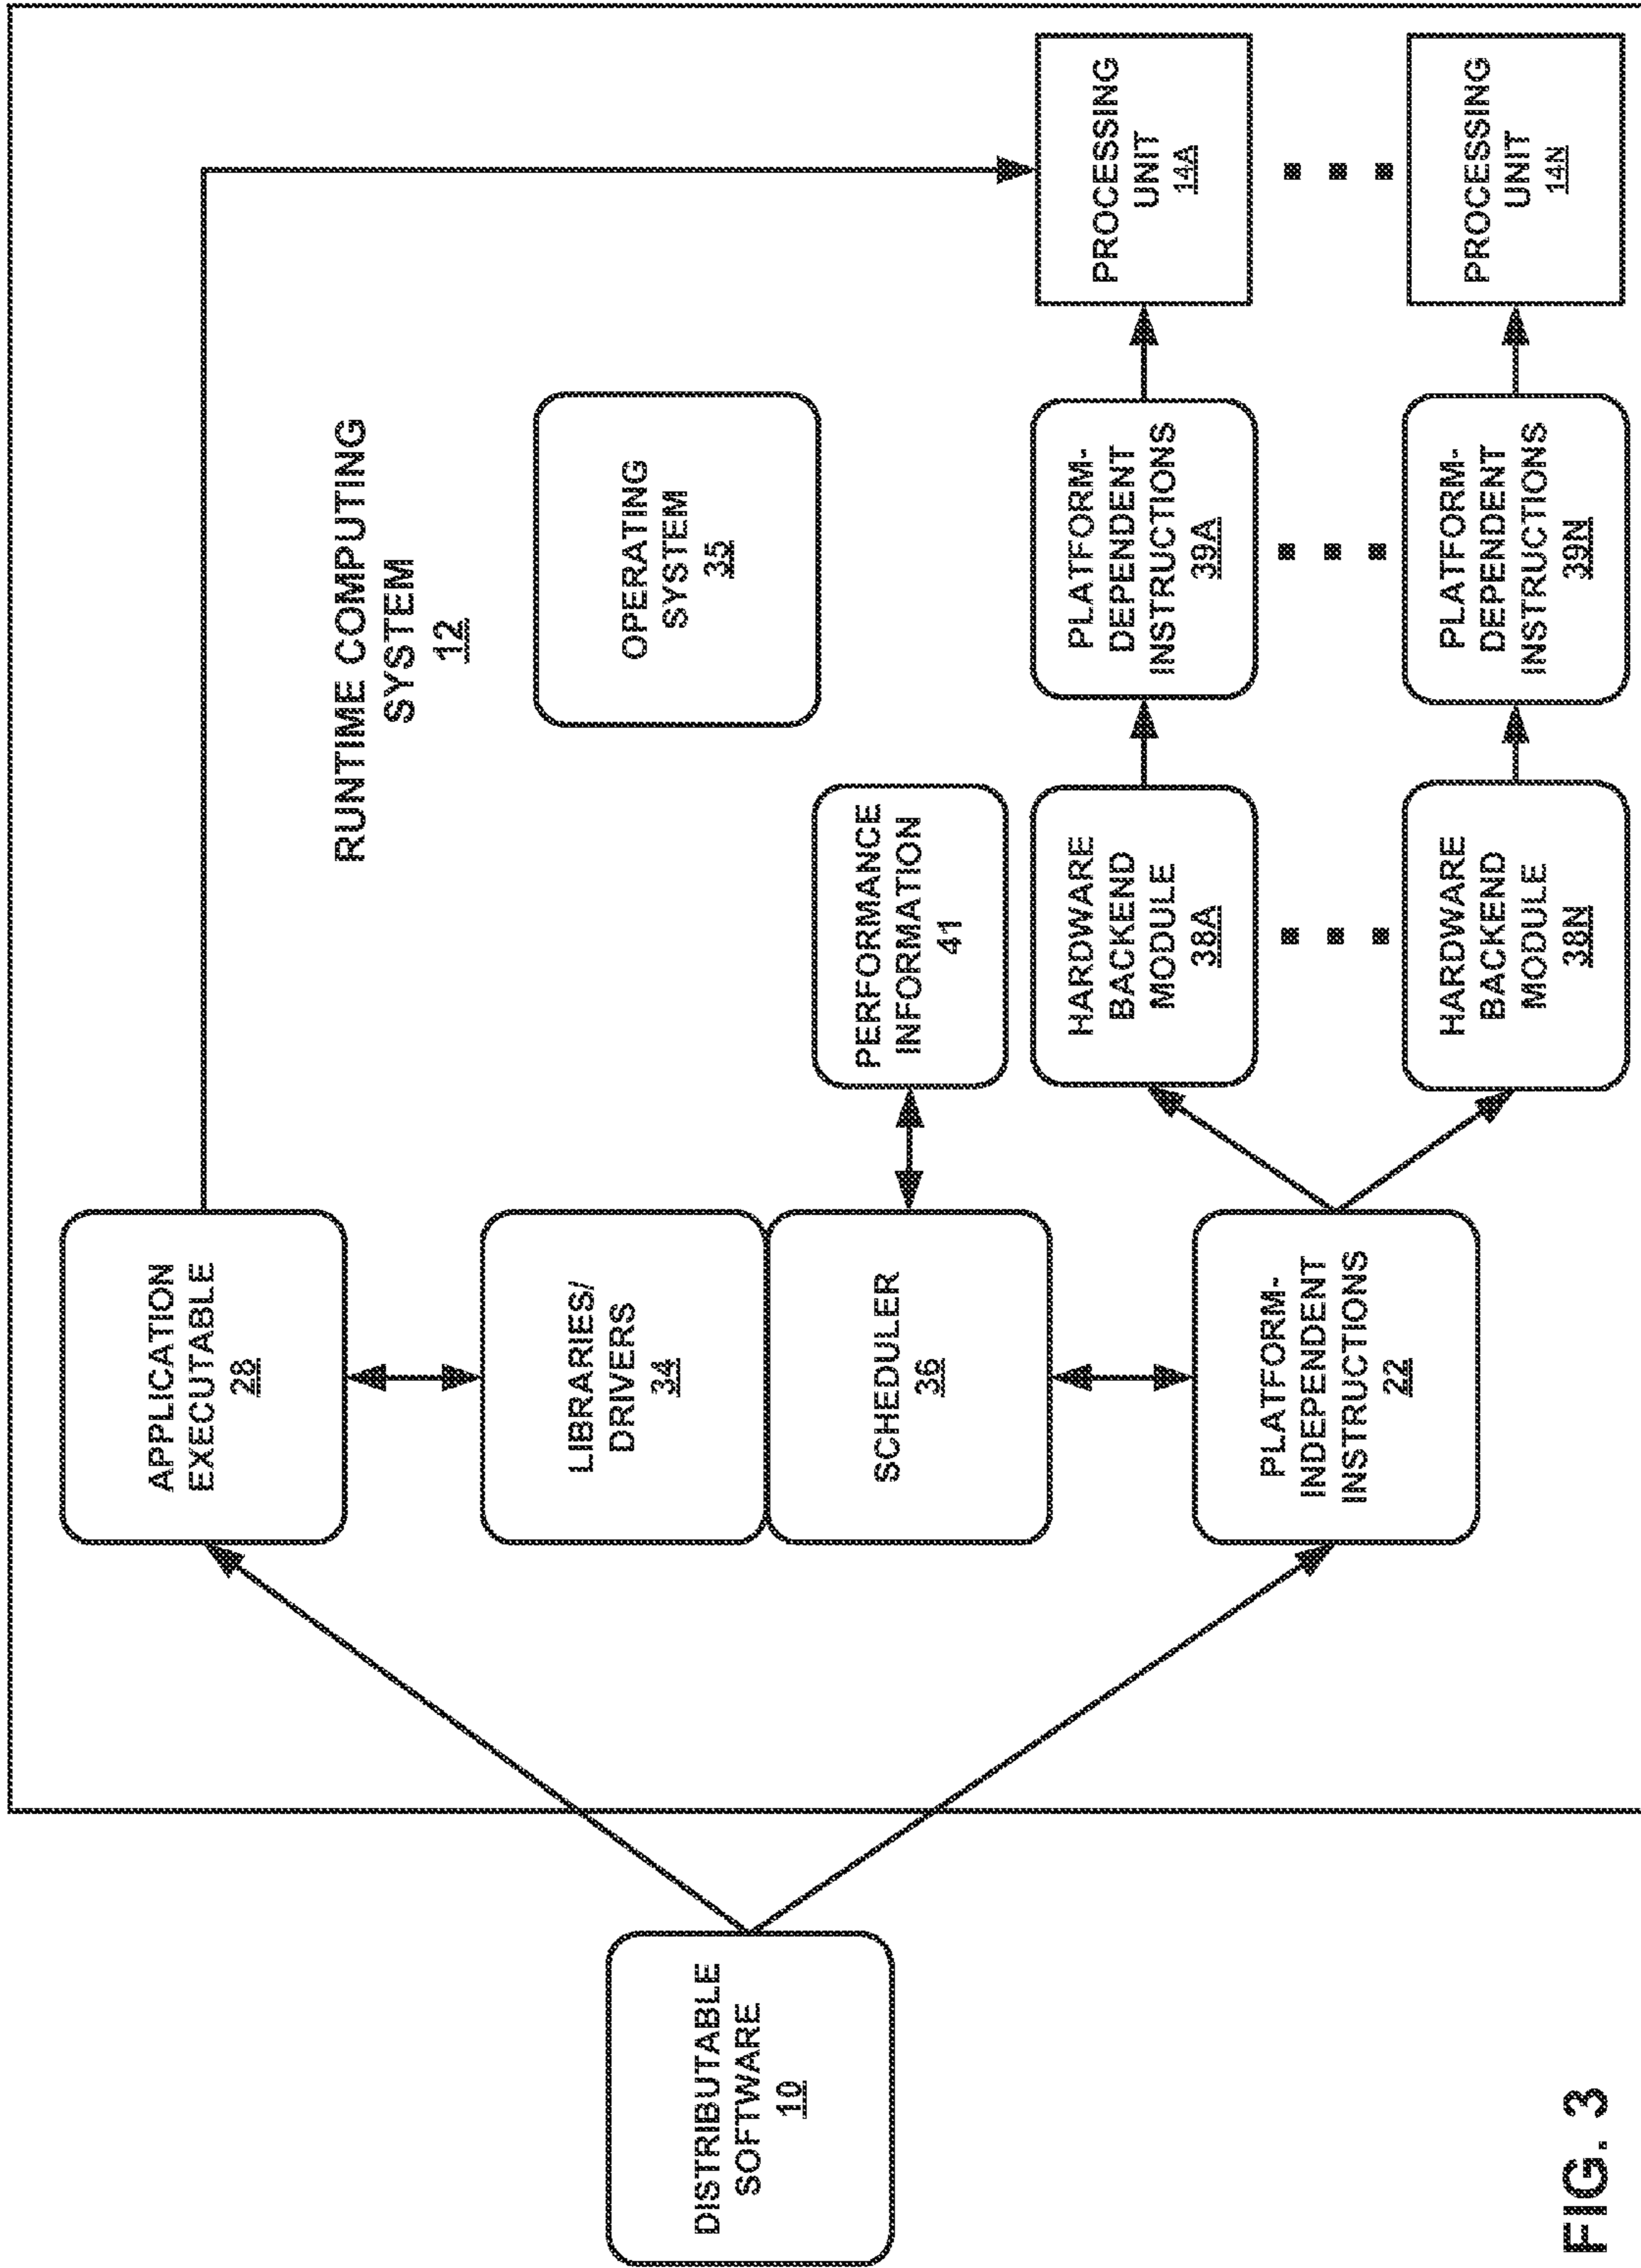 RUNTIME COMPUTING
SYSTEM
12
DISTRIBUTABLE
SOFTWARE
10
APPLICATION
EXECUTABLE
28
LIBRARIES/
DRIVERS
34
SCHEDULER
36
PLATFORM-
INDEPENDENT
INSTRUCTIONS
22
PERFORMANCE
INFORMATION
41
OPERATING
SYSTEM
35
HARDWARE
BACKEND
MODULE
38A
PLATFORM-
DEPENDENT
INSTRUCTIONS
39A
PROCESSING
UNIT
14A
HARDWARE
BACKEND
MODULE
38N
PLATFORM-
DEPENDENT
INSTRUCTIONS
39N
PROCESSING
UNIT
14N
FIG. 3